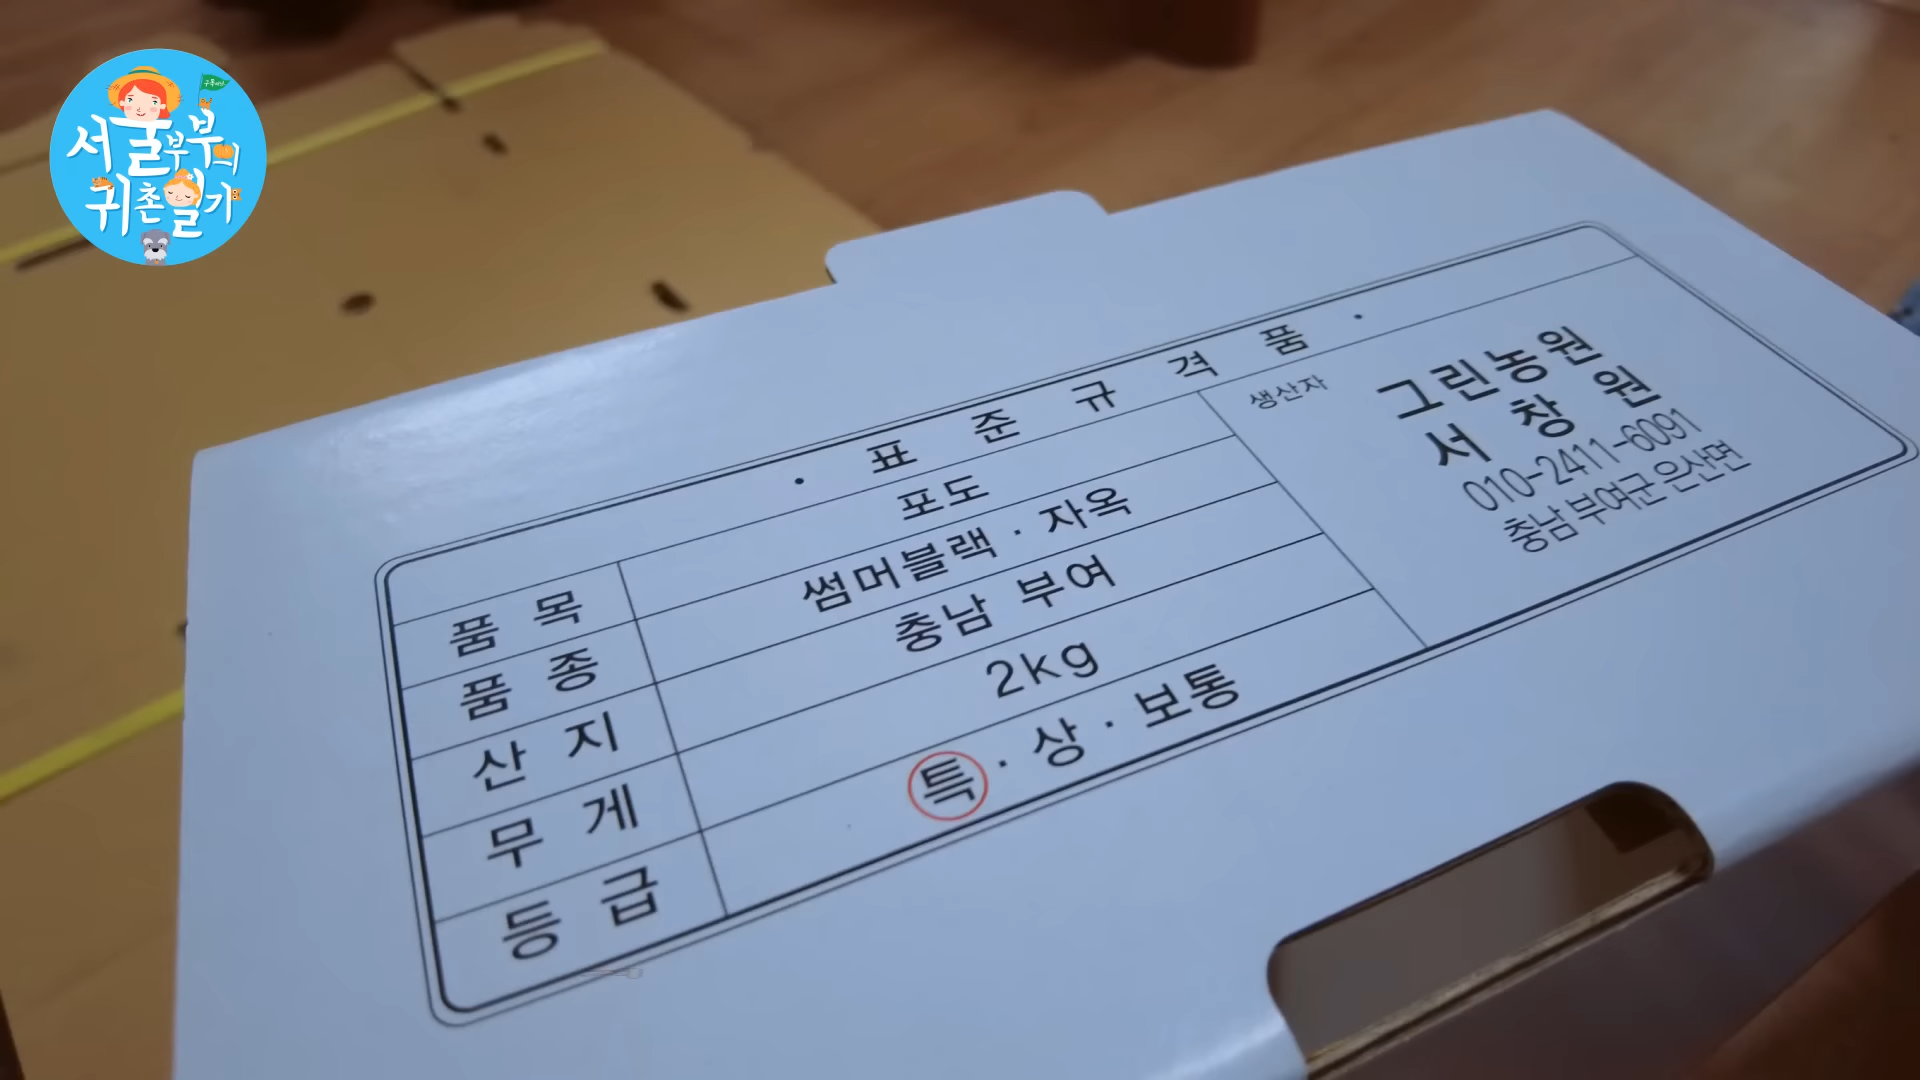 서울부부의
귀촌일기
· 표 준 규 격 품 ·
품 목 포도
품 종 썸머블랙 · 자옥
산 지 충남 부여
무 게 2kg
등 급 특 · 상 · 보통
생산자
그린농원
서 창 원
010-2411-6091
충남 부여군 은산면